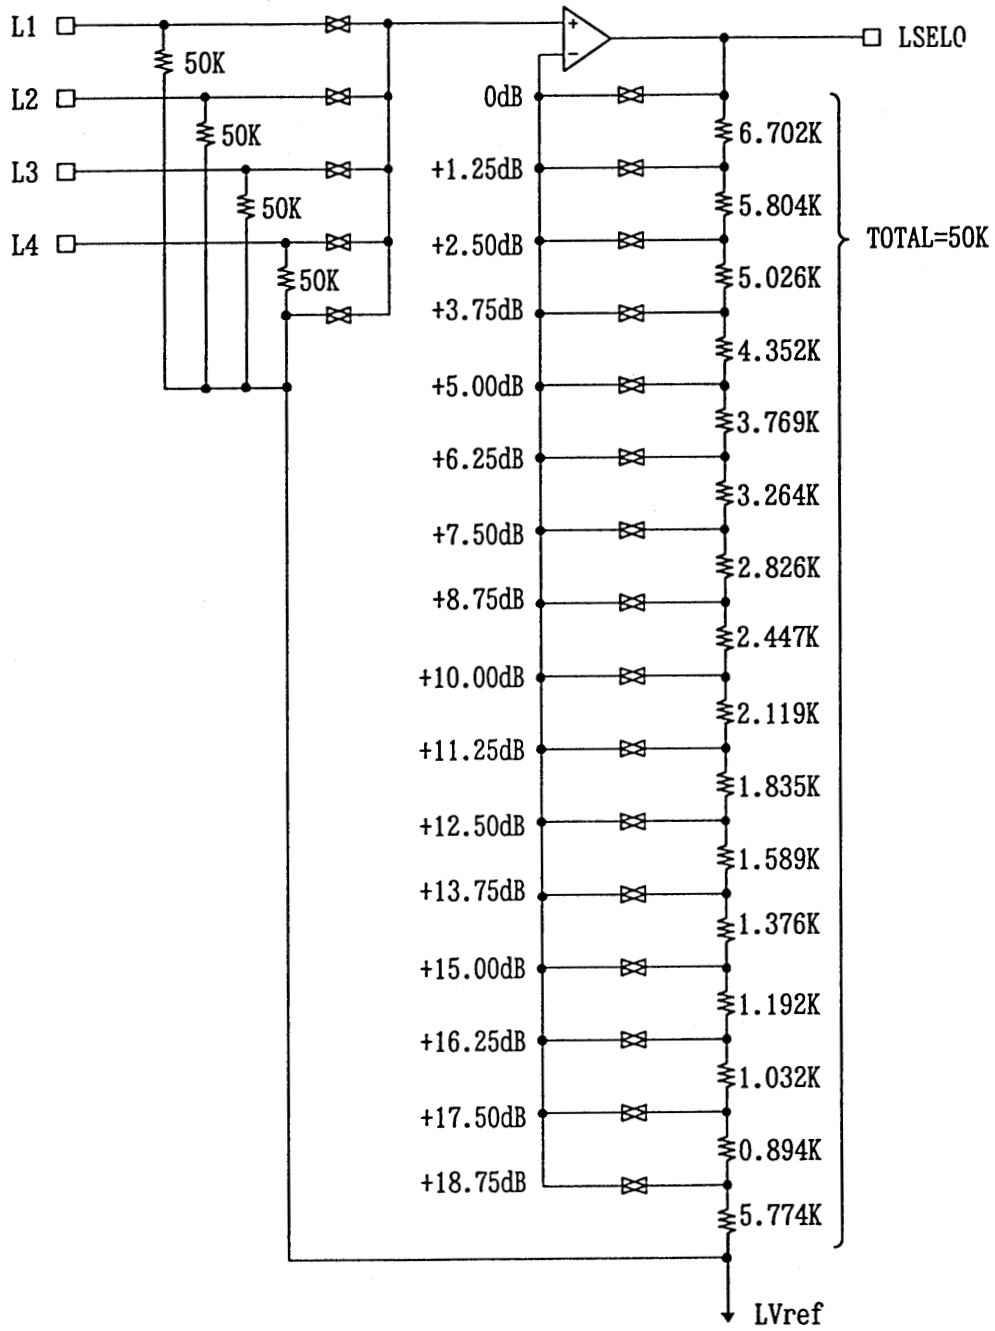 L1
50K
L2
50K
L3
50K
L4
50K
+
−
LSELO
0dB
6.702K
+1.25dB
5.804K
+2.50dB
TOTAL=50K
5.026K
+3.75dB
4.352K
+5.00dB
3.769K
+6.25dB
3.264K
+7.50dB
2.826K
+8.75dB
2.447K
+10.00dB
2.119K
+11.25dB
1.835K
+12.50dB
1.589K
+13.75dB
1.376K
+15.00dB
1.192K
+16.25dB
1.032K
+17.50dB
0.894K
+18.75dB
5.774K
LVref